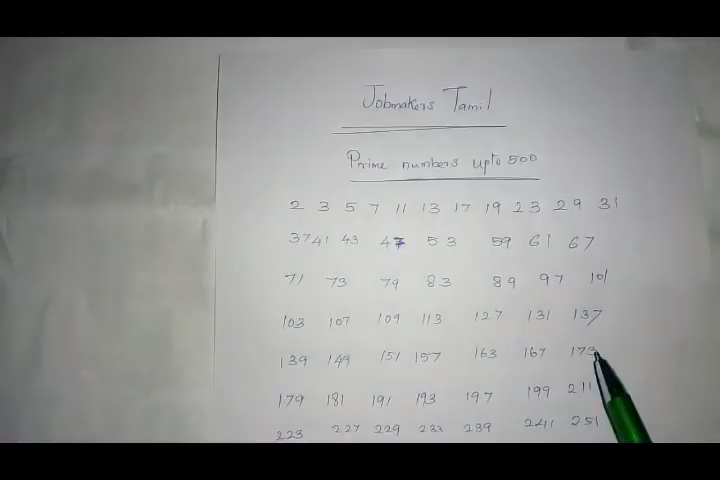 Jobmakers Tamil
Prime numbers upto 500
2 3 5 7 11 13 17 19 23 29 31
37 41 43 47 53 59 61 67
71 73 79 83 89 97 101
103 107 109 113 127 131 137
139 149 151 157 163 167 173
179 181 191 193 197 199 211
223 227 229 233 239 241 251